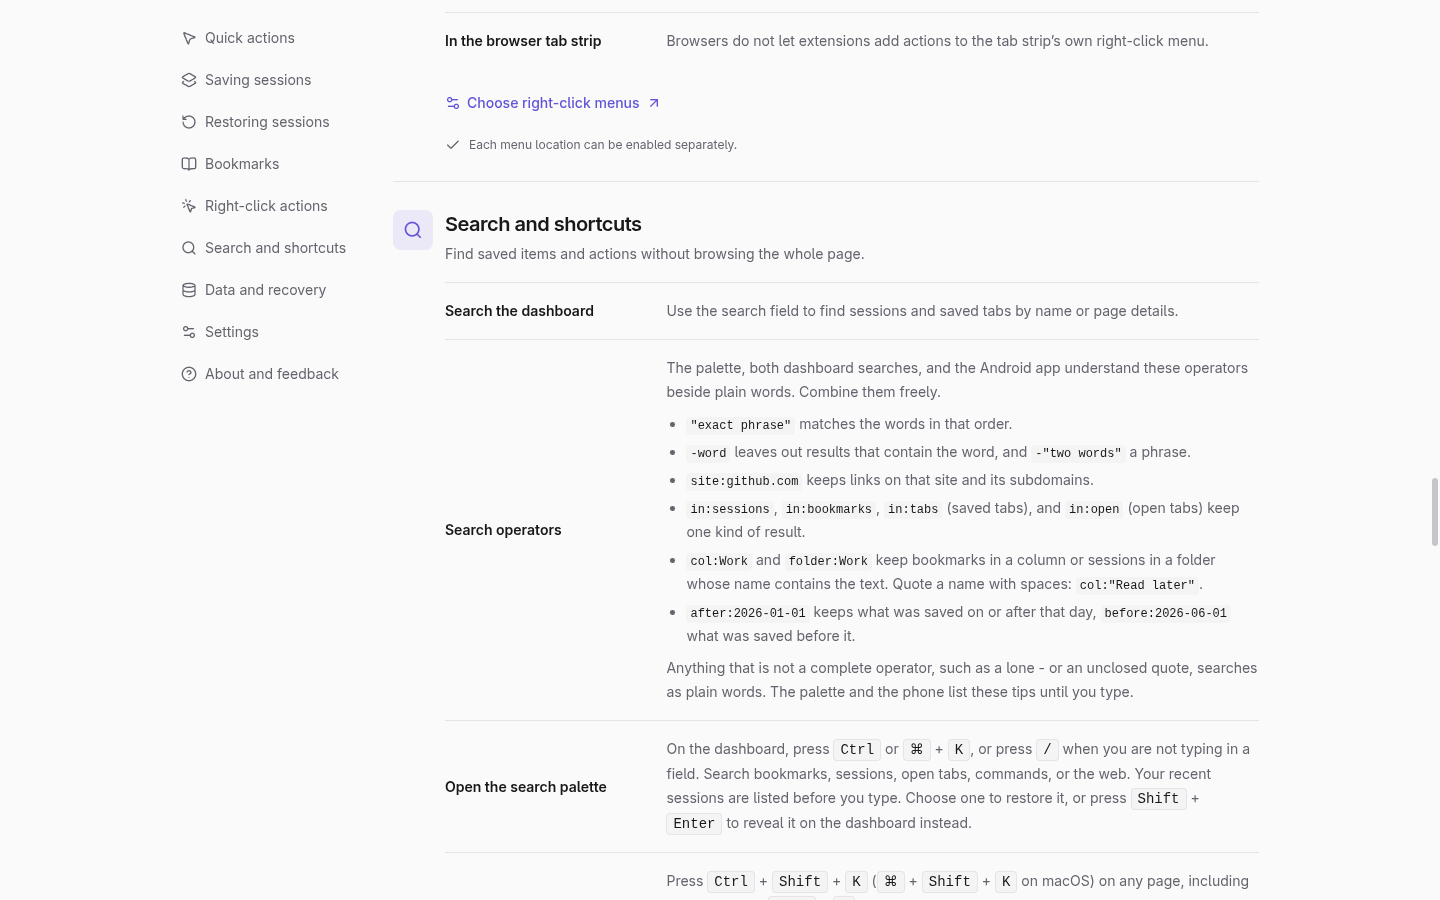 Quick actions
Saving sessions
Restoring sessions
Bookmarks
Right-click actions
Search and shortcuts
Data and recovery
Settings
About and feedback
In the browser tab strip
Browsers do not let extensions add actions to the tab strip’s own right-click menu.
Choose right-click menus
Each menu location can be enabled separately.
Search and shortcuts
Find saved items and actions without browsing the whole page.
Search the dashboard
Use the search field to find sessions and saved tabs by name or page details.
Search operators
The palette, both dashboard searches, and the Android app understand these operators
beside plain words. Combine them freely.
"exact phrase" matches the words in that order.
-word leaves out results that contain the word, and -"two words" a phrase.
site:github.com keeps links on that site and its subdomains.
in:sessions, in:bookmarks, in:tabs (saved tabs), and in:open (open tabs) keep
one kind of result.
col:Work and folder:Work keep bookmarks in a column or sessions in a folder
whose name contains the text. Quote a name with spaces: col:"Read later".
after:2026-01-01 keeps what was saved on or after that day, before:2026-06-01
what was saved before it.
Anything that is not a complete operator, such as a lone - or an unclosed quote, searches
as plain words. The palette and the phone list these tips until you type.
Open the search palette
On the dashboard, press Ctrl or ⌘ + K, or press / when you are not typing in a
field. Search bookmarks, sessions, open tabs, commands, or the web. Your recent
sessions are listed before you type. Choose one to restore it, or press Shift +
Enter to reveal it on the dashboard instead.
Press Ctrl + Shift + K (⌘ + Shift + K on macOS) on any page, including